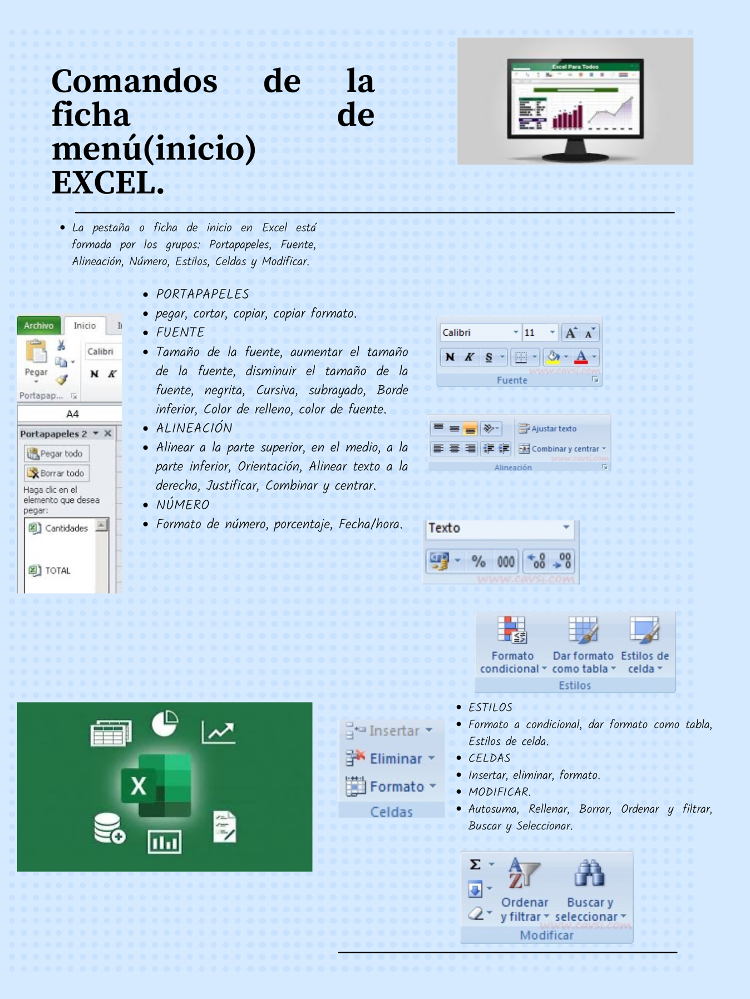 Comandos de la
ficha de
menú(inicio)
EXCEL.
Excel Para Todos
La pestaña o ficha de inicio en Excel está
formada por los grupos: Portapapeles, Fuente,
Alineación, Número, Estilos, Celdas y Modificar.
Archivo Inicio
Calibri
Pegar
N K
Portapap...
A4
Portapapeles 2
Pegar todo
Borrar todo
Haga clic en el
elemento que desea
pegar:
Cantidades
TOTAL
PORTAPAPELES
pegar, cortar, copiar, copiar formato.
FUENTE
Tamaño de la fuente, aumentar el tamaño
de la fuente, disminuir el tamaño de la
fuente, negrita, Cursiva, subrayado, Borde
inferior, Color de relleno, color de fuente.
ALINEACIÓN
Alinear a la parte superior, en el medio, a la
parte inferior, Orientación, Alinear texto a la
derecha, Justificar, Combinar y centrar.
NÚMERO
Formato de número, porcentaje, Fecha/hora.
Calibri 11 A A
N K S A
www.cavsi.com
Fuente
Ajustar texto
Combinar y centrar
www.cavsi.com
Alineación
Texto
% 000 ,0 ,00 ,00 ,0
www.cavsi.com
Formato condicional
Dar formato como tabla
Estilos de celda
Estilos
X
Insertar
Eliminar
Formato
Celdas
ESTILOS
Formato a condicional, dar formato como tabla,
Estilos de celda.
CELDAS
Insertar, eliminar, formato.
MODIFICAR.
Autosuma, Rellenar, Borrar, Ordenar y filtrar,
Buscar y Seleccionar.
Σ
A
Z
Ordenar y filtrar
Buscar y seleccionar
www.cavsi.com
Modificar